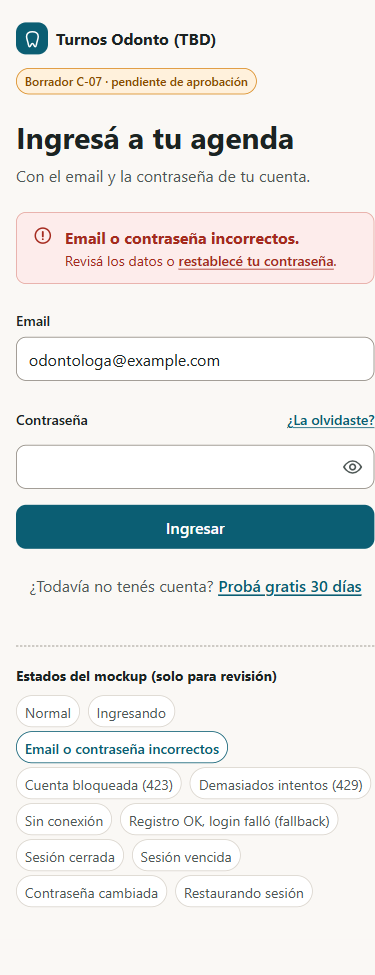 Turnos Odonto (TBD)
Borrador C-07 · pendiente de aprobación
Ingresá a tu agenda
Con el email y la contraseña de tu cuenta.
Email o contraseña incorrectos.
Revisá los datos o restablecé tu contraseña.
Email
odontologa@example.com
Contraseña ¿La olvidaste?
Ingresar
¿Todavía no tenés cuenta? Probá gratis 30 días
Estados del mockup (solo para revisión)
Normal Ingresando
Email o contraseña incorrectos
Cuenta bloqueada (423) Demasiados intentos (429)
Sin conexión Registro OK, login falló (fallback)
Sesión cerrada Sesión vencida
Contraseña cambiada Restaurando sesión